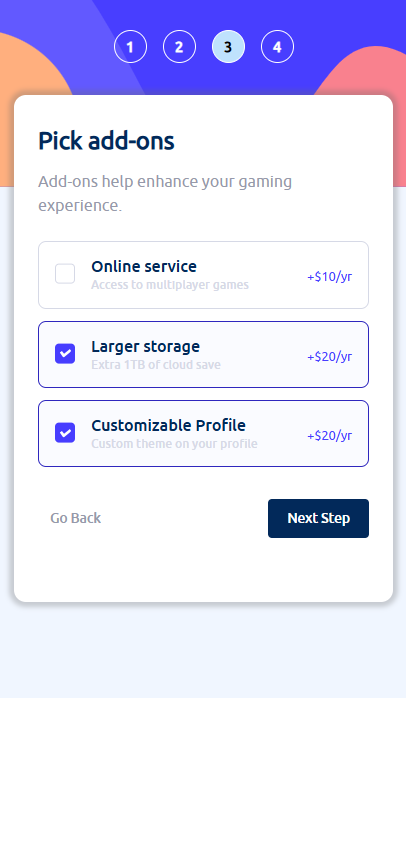 1 2 3 4
Pick add-ons
Add-ons help enhance your gaming
experience.
Online service
Access to multiplayer games
+$10/yr
Larger storage
Extra 1TB of cloud save
+$20/yr
Customizable Profile
Custom theme on your profile
+$20/yr
Go Back
Next Step